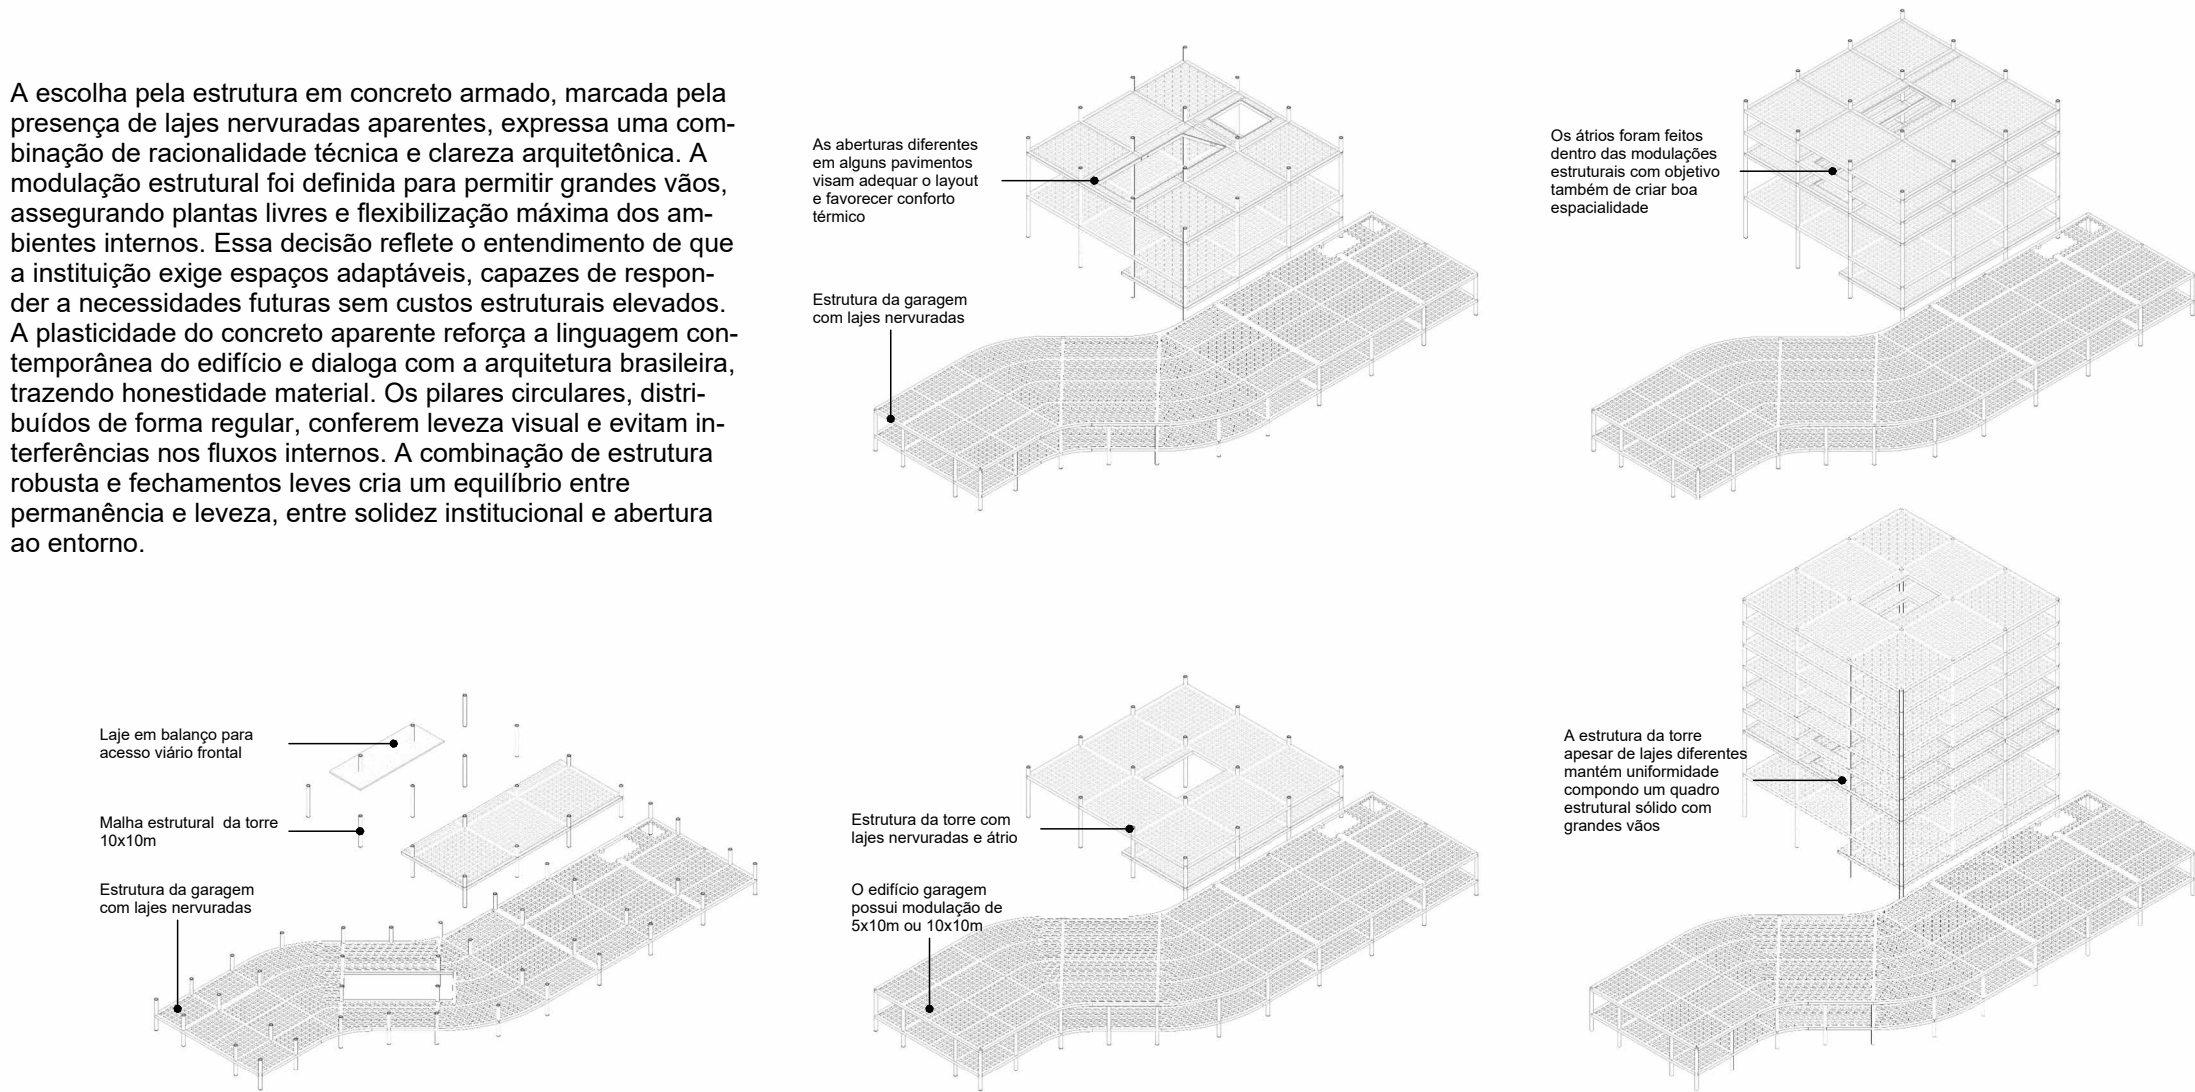 A escolha pela estrutura em concreto armado, marcada pela
presença de lajes nervuradas aparentes, expressa uma com-
binação de racionalidade técnica e clareza arquitetônica. A
modulação estrutural foi definida para permitir grandes vãos,
assegurando plantas livres e flexibilização máxima dos am-
bientes internos. Essa decisão reflete o entendimento de que
a instituição exige espaços adaptáveis, capazes de respon-
der a necessidades futuras sem custos estruturais elevados.
A plasticidade do concreto aparente reforça a linguagem con-
temporânea do edifício e dialoga com a arquitetura brasileira,
trazendo honestidade material. Os pilares circulares, distri-
buídos de forma regular, conferem leveza visual e evitam in-
terferências nos fluxos internos. A combinação de estrutura
robusta e fechamentos leves cria um equilíbrio entre
permanência e leveza, entre solidez institucional e abertura
ao entorno.
As aberturas diferentes
em alguns pavimentos
visam adequar o layout
e favorecer conforto
térmico
Estrutura da garagem
com lajes nervuradas
Os átrios foram feitos
dentro das modulações
estruturais com objetivo
também de criar boa
espacialidade
Laje em balanço para
acesso viário frontal
Malha estrutural da torre
10x10m
Estrutura da garagem
com lajes nervuradas
Estrutura da torre com
lajes nervuradas e átrio
O edifício garagem
possui modulação de
5x10m ou 10x10m
A estrutura da torre
apesar de lajes diferentes
mantém uniformidade
compondo um quadro
estrutural sólido com
grandes vãos